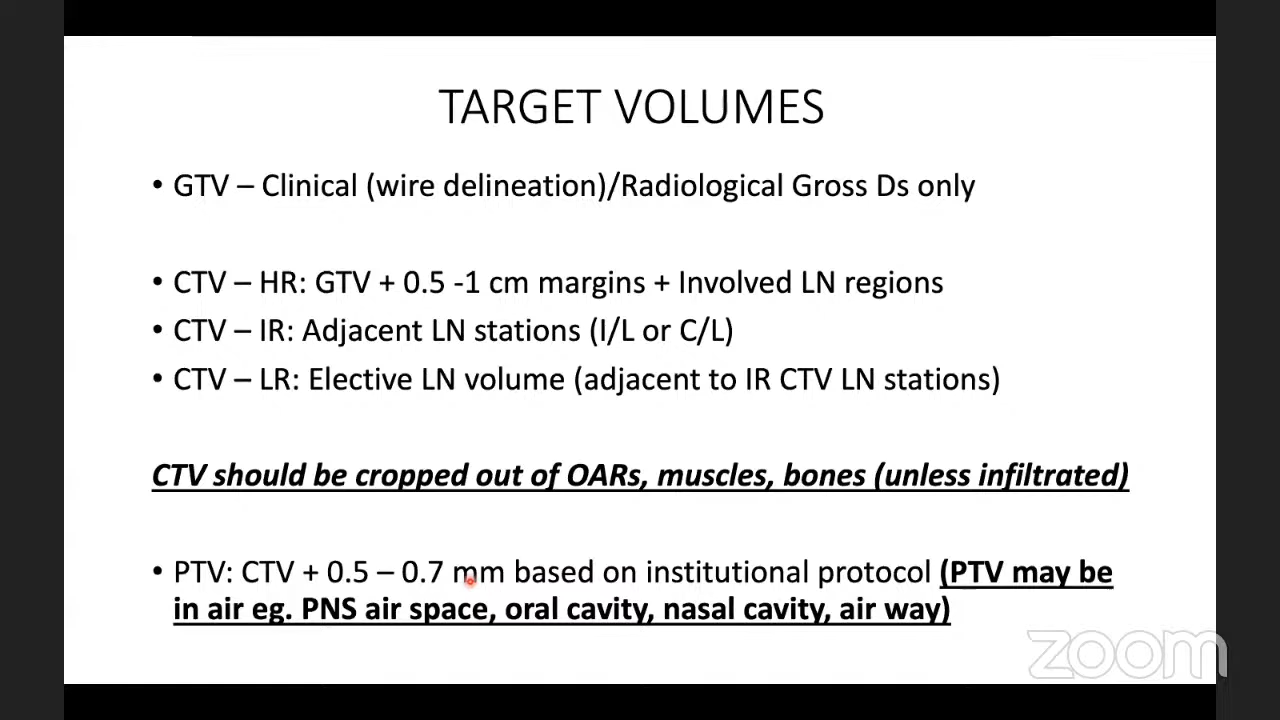 TARGET VOLUMES
• GTV – Clinical (wire delineation)/Radiological Gross Ds only
• CTV – HR: GTV + 0.5 -1 cm margins + Involved LN regions
• CTV – IR: Adjacent LN stations (I/L or C/L)
• CTV – LR: Elective LN volume (adjacent to IR CTV LN stations)
CTV should be cropped out of OARs, muscles, bones (unless infiltrated)
• PTV: CTV + 0.5 – 0.7 mm based on institutional protocol (PTV may be
in air eg. PNS air space, oral cavity, nasal cavity, air way)
zoom